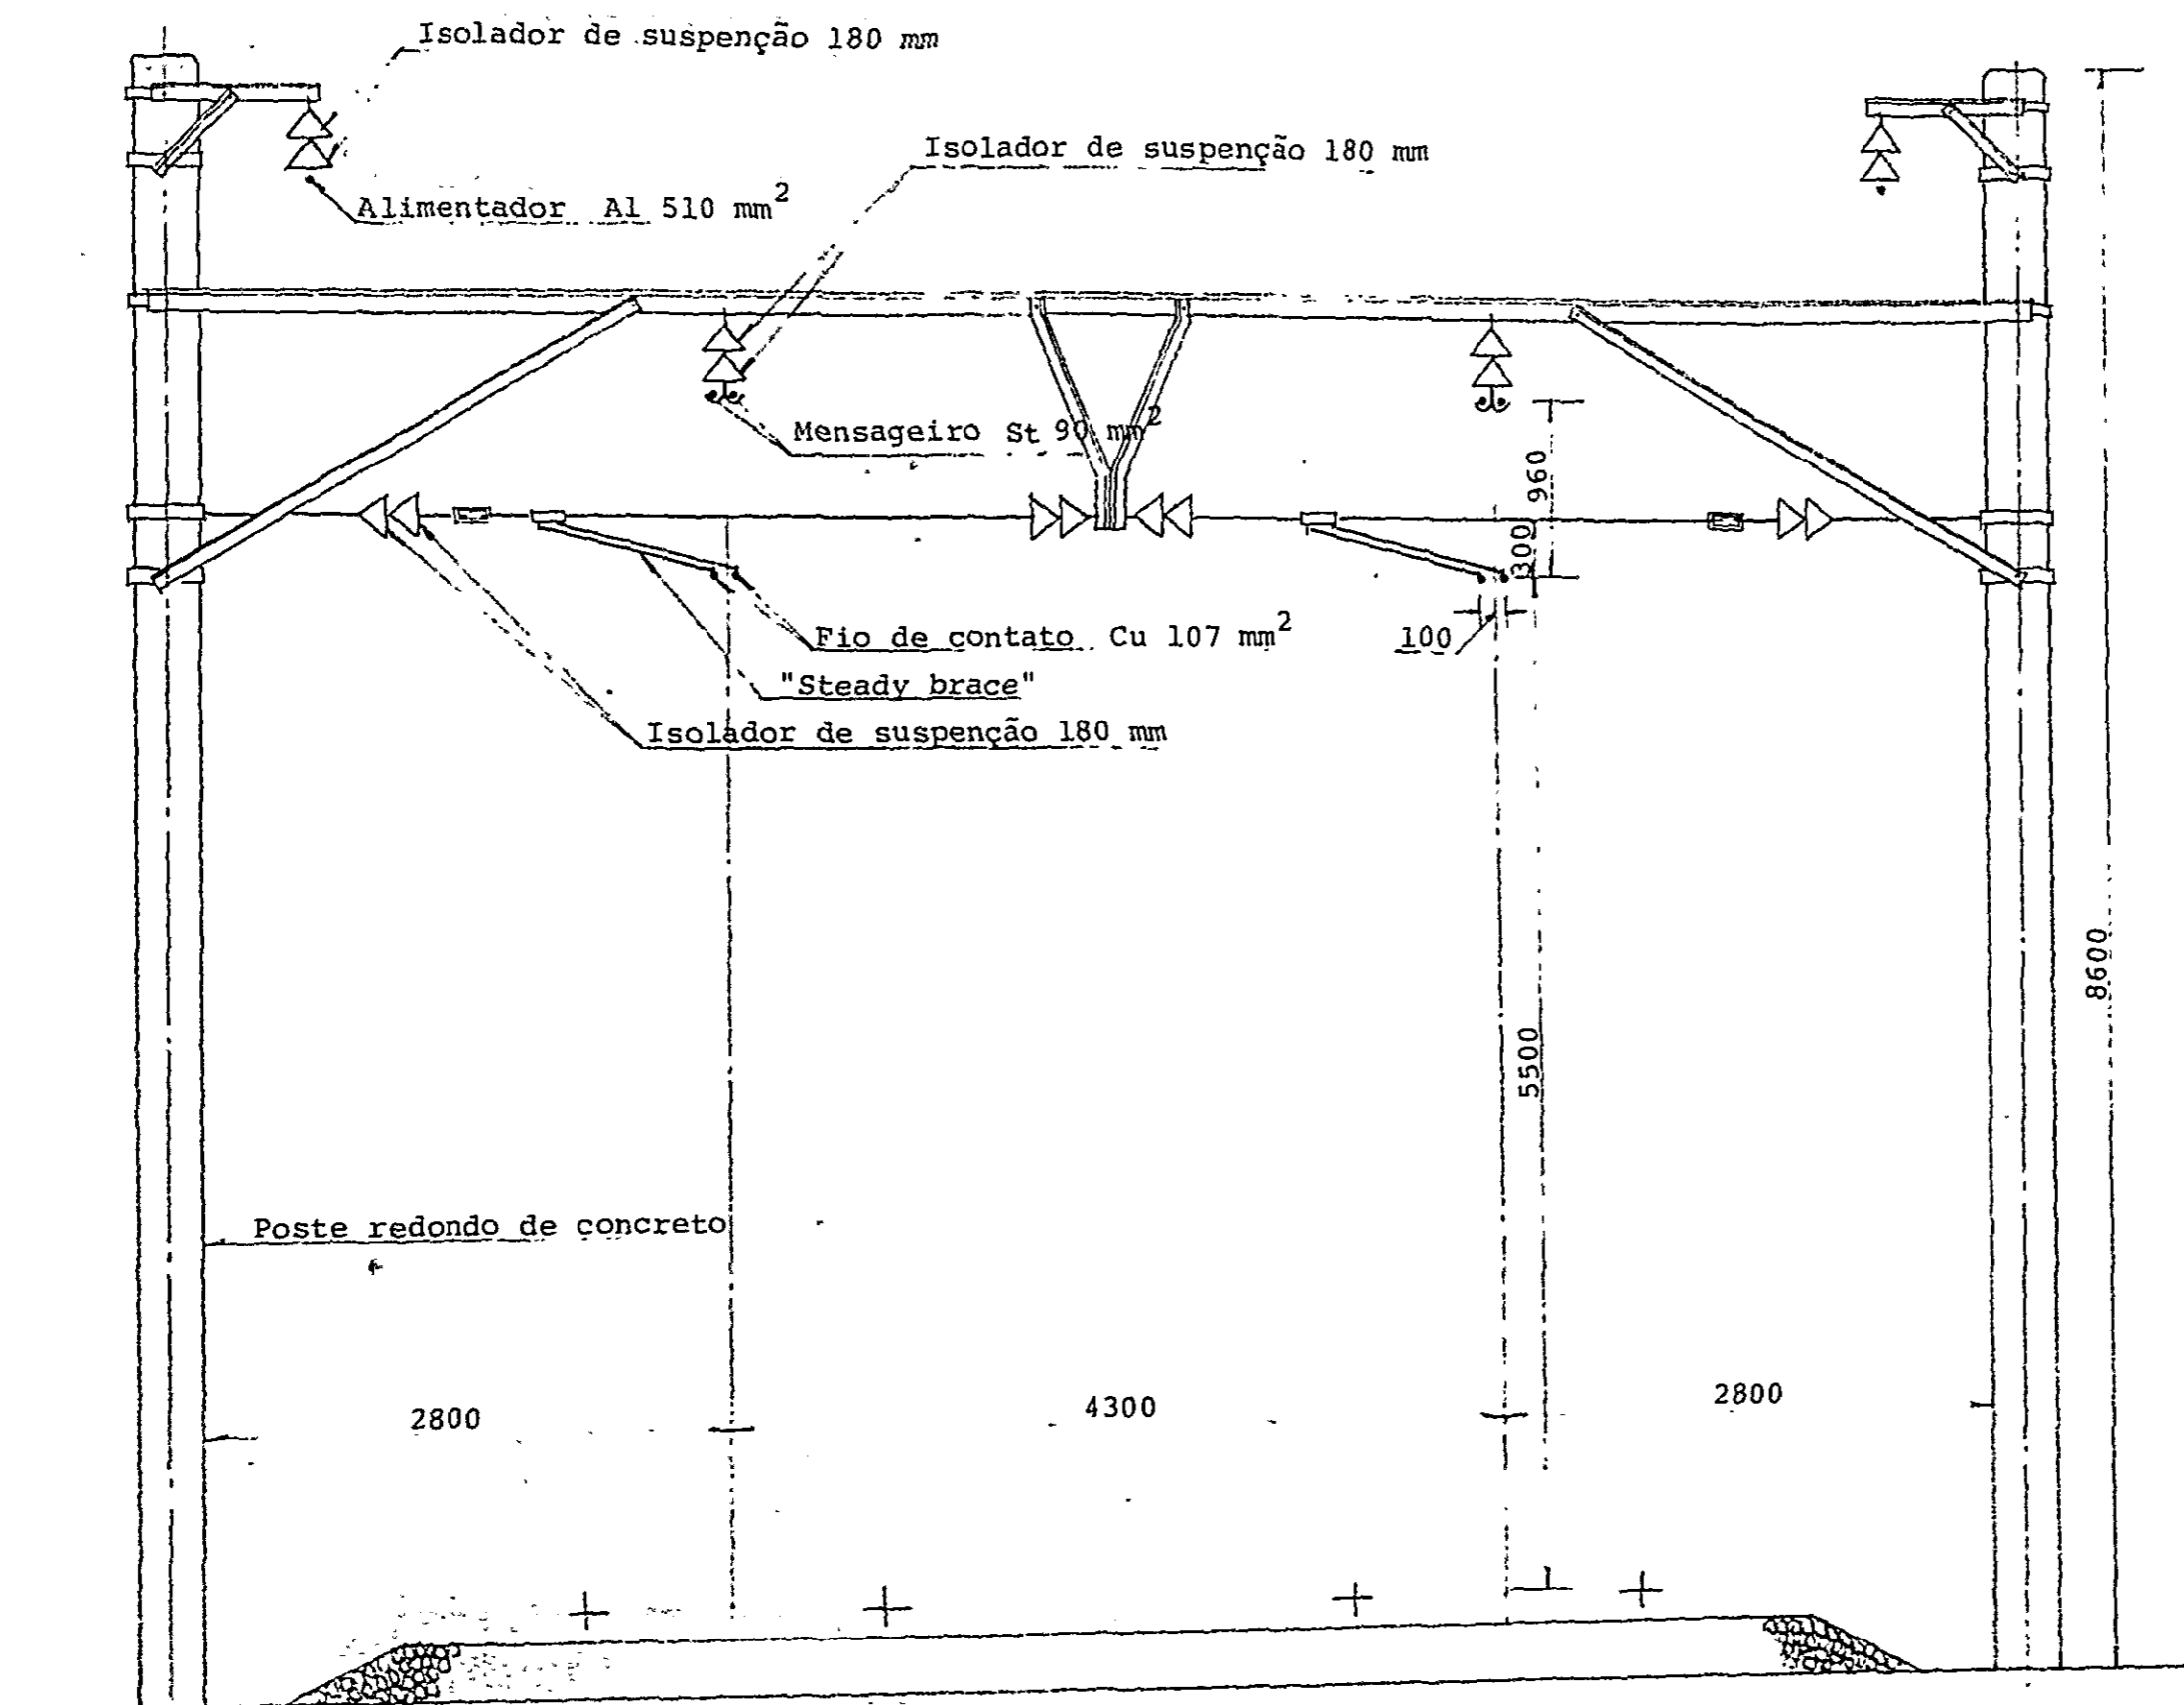 Isolador de suspenção 180 mm
Isolador de suspenção 180 mm
Alimentador Al 510 mm²
Mensageiro St 90 mm²
960
300
Fio de contato Cu 107 mm²
100
"Steady brace"
Isolador de suspenção 180 mm
8600
5500
Poste redondo de concreto
2800
4300
2800